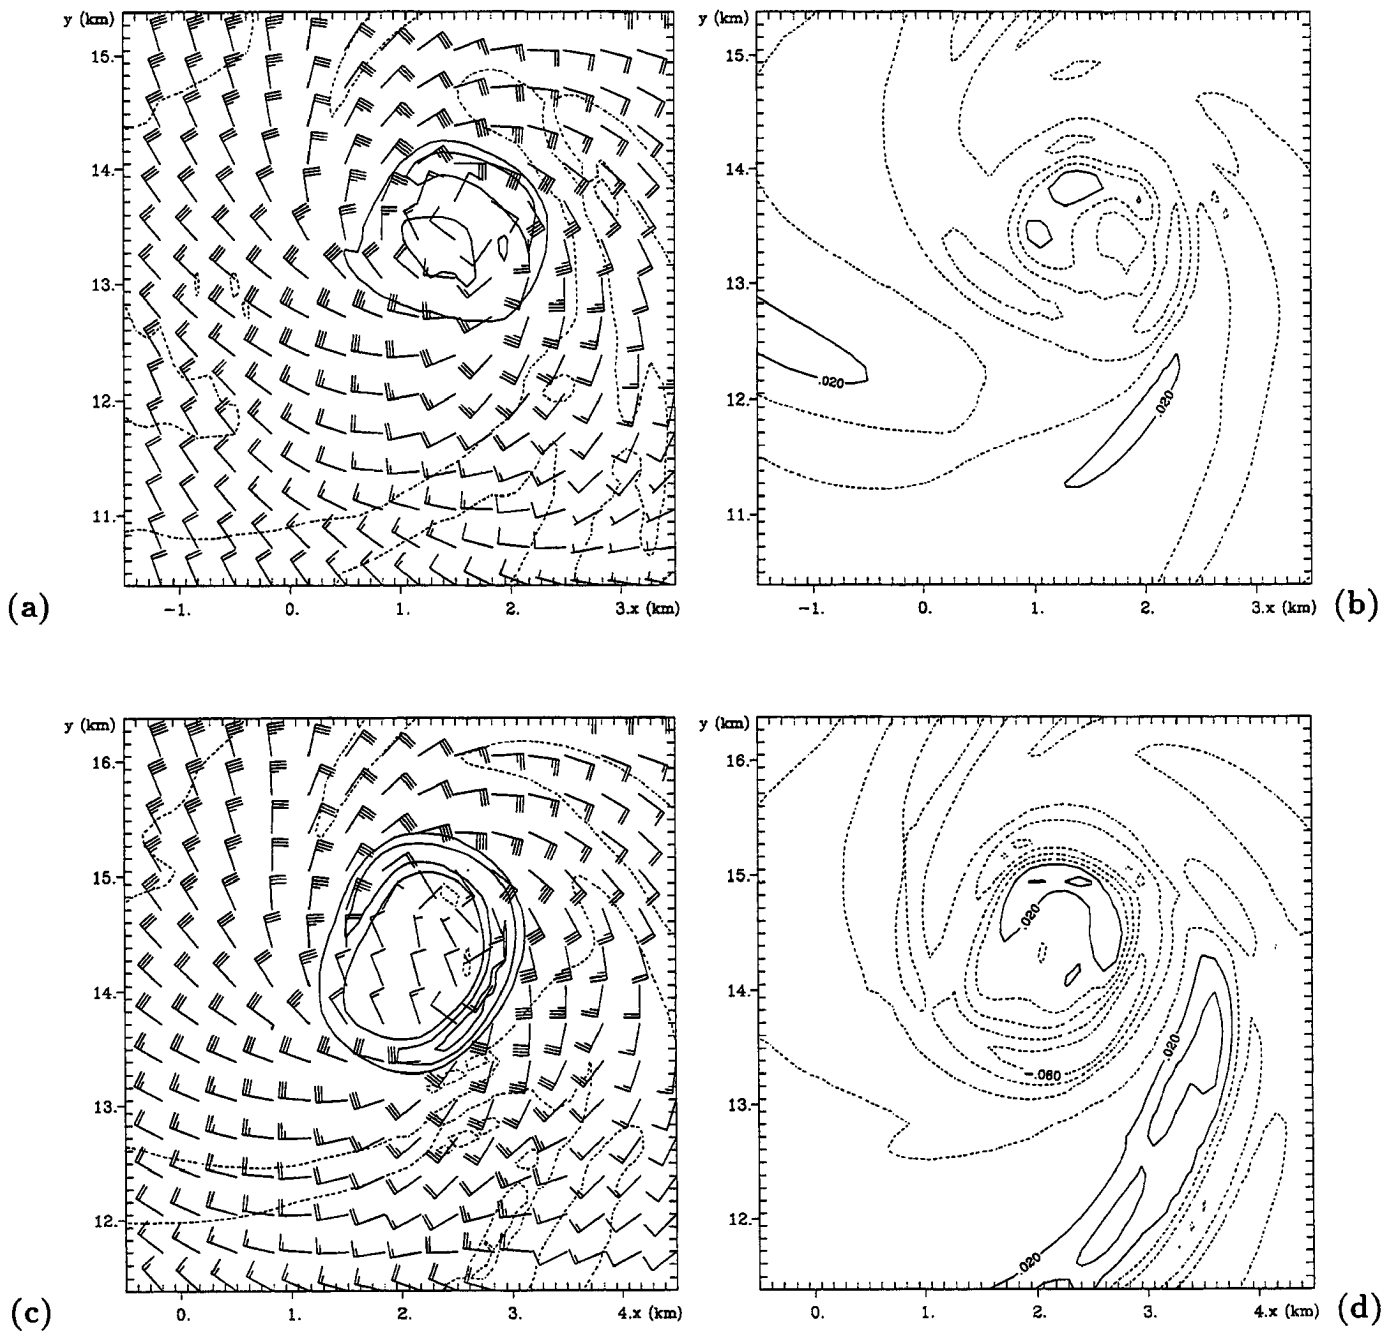 y (km)
15.
14.
13.
12.
11.
-1. 0. 1. 2. 3. x (km)
(a)
y (km)
15.
14.
13.
12.
11.
.020
.020
-1. 0. 1. 2. 3. x (km)
(b)
y (km)
16.
15.
14.
13.
12.
0. 1. 2. 3. 4. x (km)
(c)
y (km)
16.
15.
14.
13.
12.
.020
.020
-.060
.020
0. 1. 2. 3. 4. x (km)
(d)